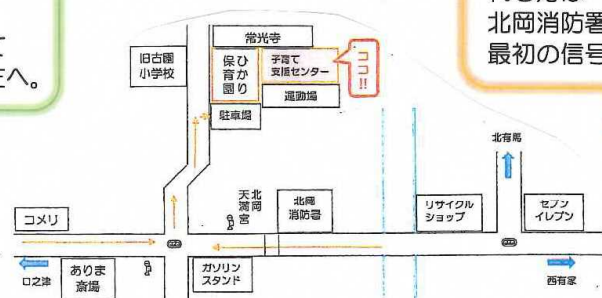 へ。
北岡消防署
最初の信号
常光寺
旧古園
小学校
ひかり
保育園
子育て
支援センター
ココ!!
運動場
駐車場
北有馬
北岡
天満宮
北岡
消防署
リサイクル
ショップ
セブン
イレブン
コメリ
口之津
ありま
斎場
ガソリン
スタンド
西有家